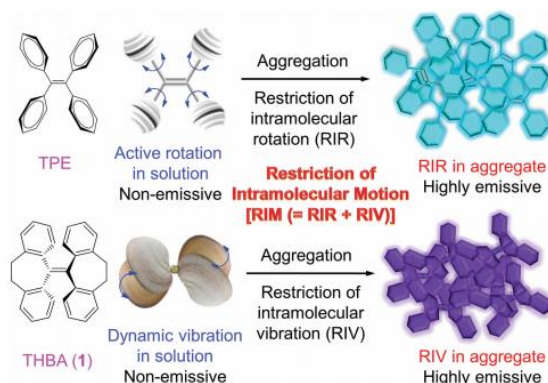 TPE
Active rotation
in solution
Non-emissive
Aggregation
Restriction of
intramolecular
rotation (RIR)
RIR in aggregate
Highly emissive
Restriction of
Intramolecular Motion
[RIM (= RIR + RIV)]
THBA (1)
Dynamic vibration
in solution
Non-emissive
Aggregation
Restriction of
intramolecular
vibration (RIV)
RIV in aggregate
Highly emissive